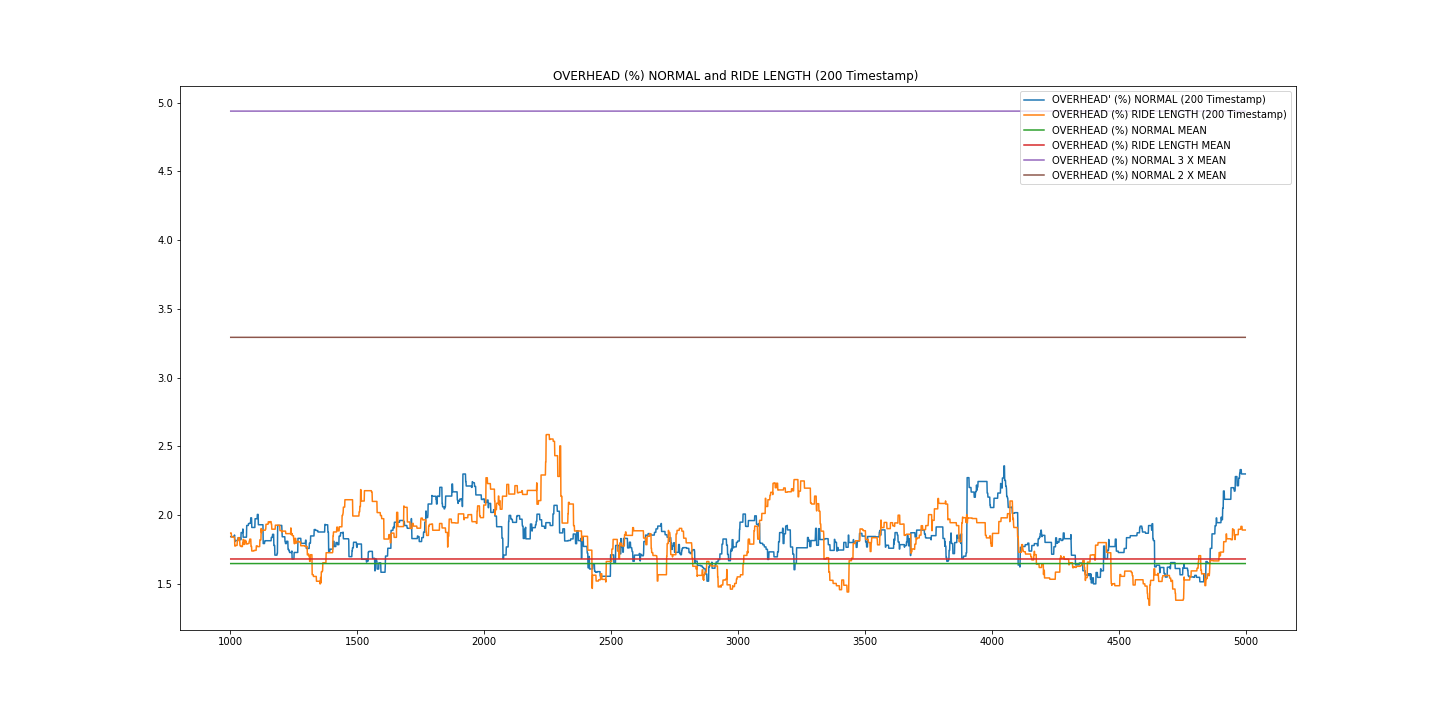 OVERHEAD (%) NORMAL and RIDE LENGTH (200 Timestamp)
OVERHEAD' (%) NORMAL (200 Timestamp)
OVERHEAD (%) RIDE LENGTH (200 Timestamp)
OVERHEAD (%) NORMAL MEAN
OVERHEAD (%) RIDE LENGTH MEAN
OVERHEAD (%) NORMAL 3 X MEAN
OVERHEAD (%) NORMAL 2 X MEAN
5.0
4.5
4.0
3.5
3.0
2.5
2.0
1.5
1000 1500 2000 2500 3000 3500 4000 4500 5000